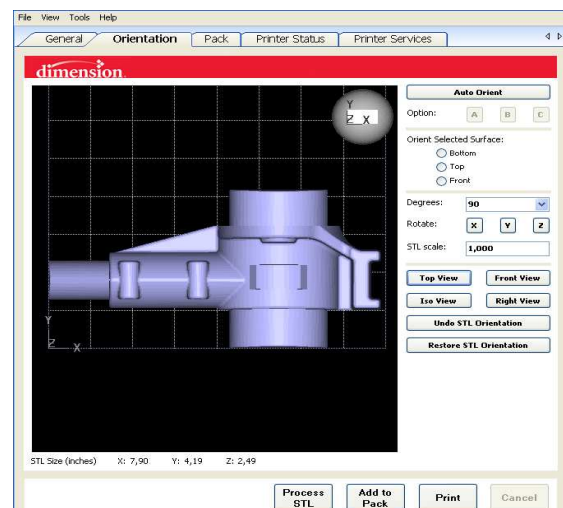 File View Tools Help
General Orientation Pack Printer Status Printer Services
dimension
Auto Orient
Option: A B C
Orient Selected Surface:
Bottom
Top
Front
Degrees: 90
Rotate: X Y Z
STL scale: 1,000
Top View Front View
Iso View Right View
Undo STL Orientation
Restore STL Orientation
Y
Z X
Y
Z X
STL Size (inches) X: 7,90 Y: 4,19 Z: 2,49
Process STL Add to Pack Print Cancel